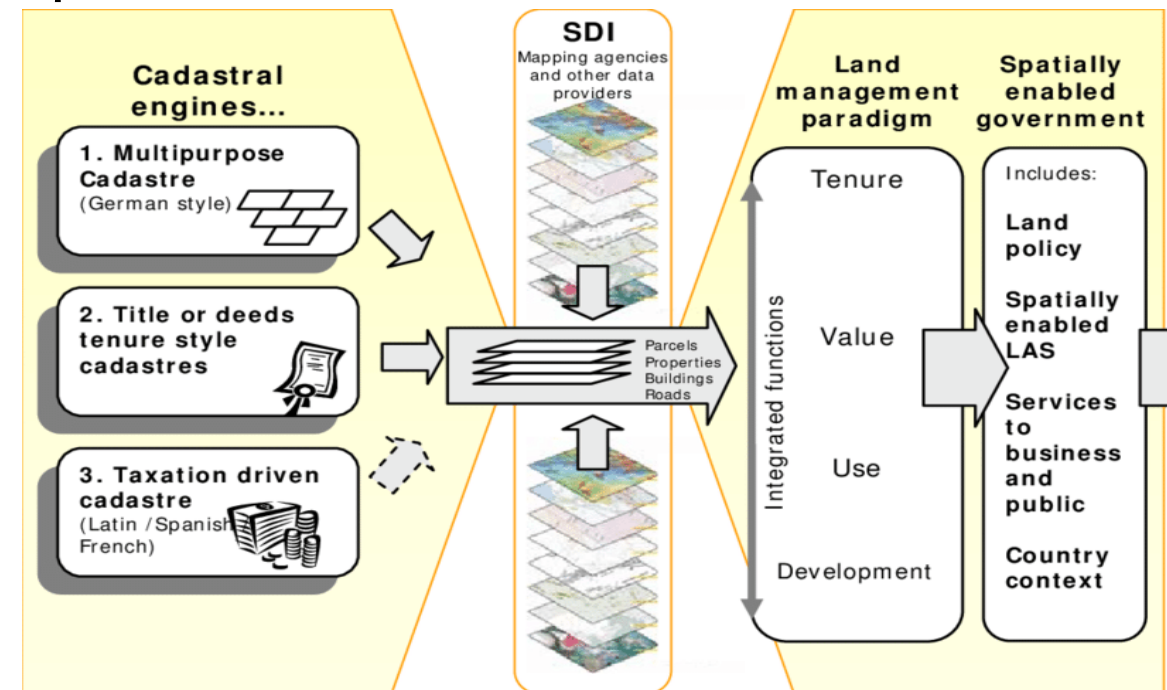 Cadastral
engines...
1. Multipurpose
Cadastre
(German style)
2. Title or deeds
tenure style
cadastres
3. Taxation driven
cadastre
(Latin /Spanish /
French)
SDI
Mapping agencies
and other data
providers
Parcels
Properties
Buildings
Roads
Land
management
paradigm
Integrated functions
Tenure
Value
Use
Development
Spatially
enabled
government
Includes:
Land
policy
Spatially
enabled
LAS
Services
to
business
and
public
Country
context